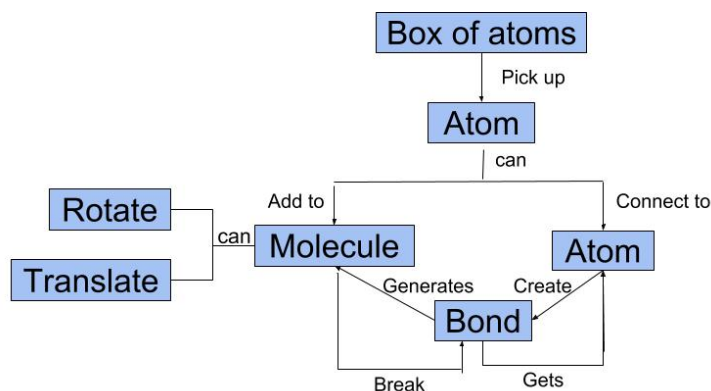 Box of atoms
Pick up
Atom
can
Add to
Connect to
Rotate
can
Molecule
Atom
Translate
Generates
Create
Bond
Break
Gets